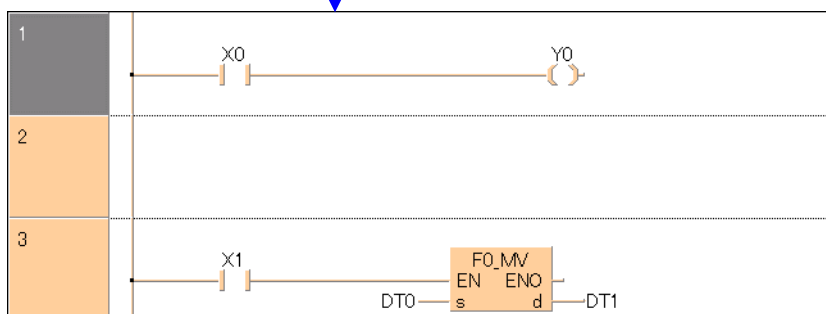 1
X0 Y0
2
3
X1 F0_MV
EN ENO
DT0 s d DT1